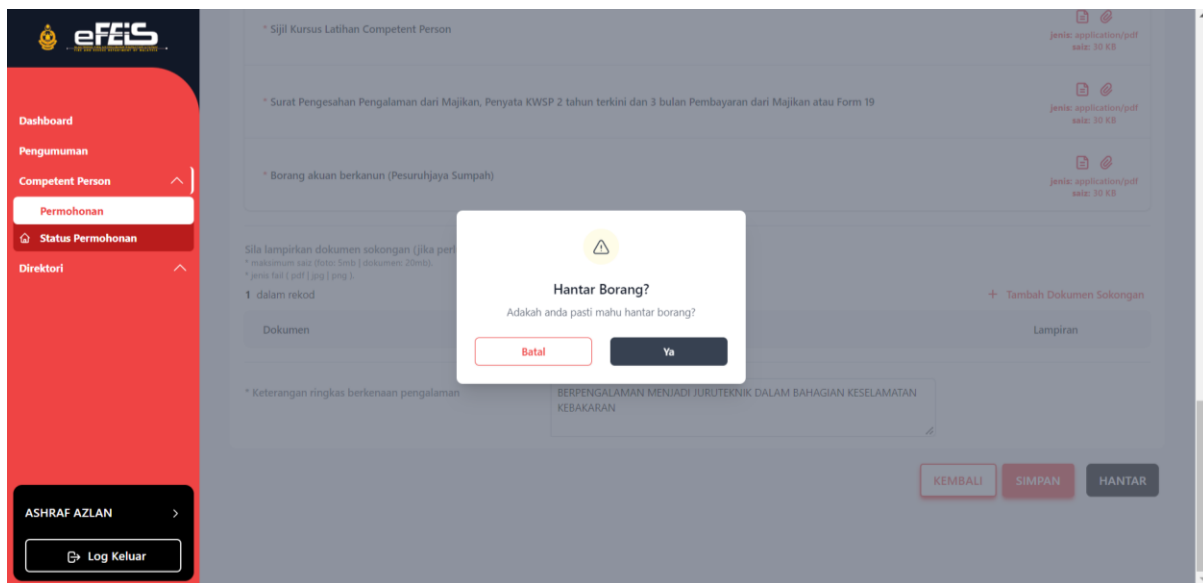 eFEiS
Dashboard
Pengumuman
Competent Person
Permohonan
Status Permohonan
Direktori
ASHRAF AZLAN
Log Keluar
* Sijil Kursus Latihan Competent Person
jenis: application/pdf
saiz: 30 KB
* Surat Pengesahan Pengalaman dari Majikan, Penyata KWSP 2 tahun terkini dan 3 bulan Pembayaran dari Majikan atau Form 19
jenis: application/pdf
saiz: 30 KB
* Borang akuan berkanun (Pesuruhjaya Sumpah)
jenis: application/pdf
saiz: 30 KB
Sila lampirkan dokumen sokongan (jika perl
* maksimum saiz (foto: 5mb | dokumen: 20mb).
* jenis fail ( pdf | jpg | png ).
1 dalam rekod
+ Tambah Dokumen Sokongan
Dokumen
Lampiran
Hantar Borang?
Adakah anda pasti mahu hantar borang?
Batal
Ya
* Keterangan ringkas berkenaan pengalaman
BERPENGALAMAN MENJADI JURUTEKNIK DALAM BAHAGIAN KESELAMATAN
KEBAKARAN
KEMBALI
SIMPAN
HANTAR